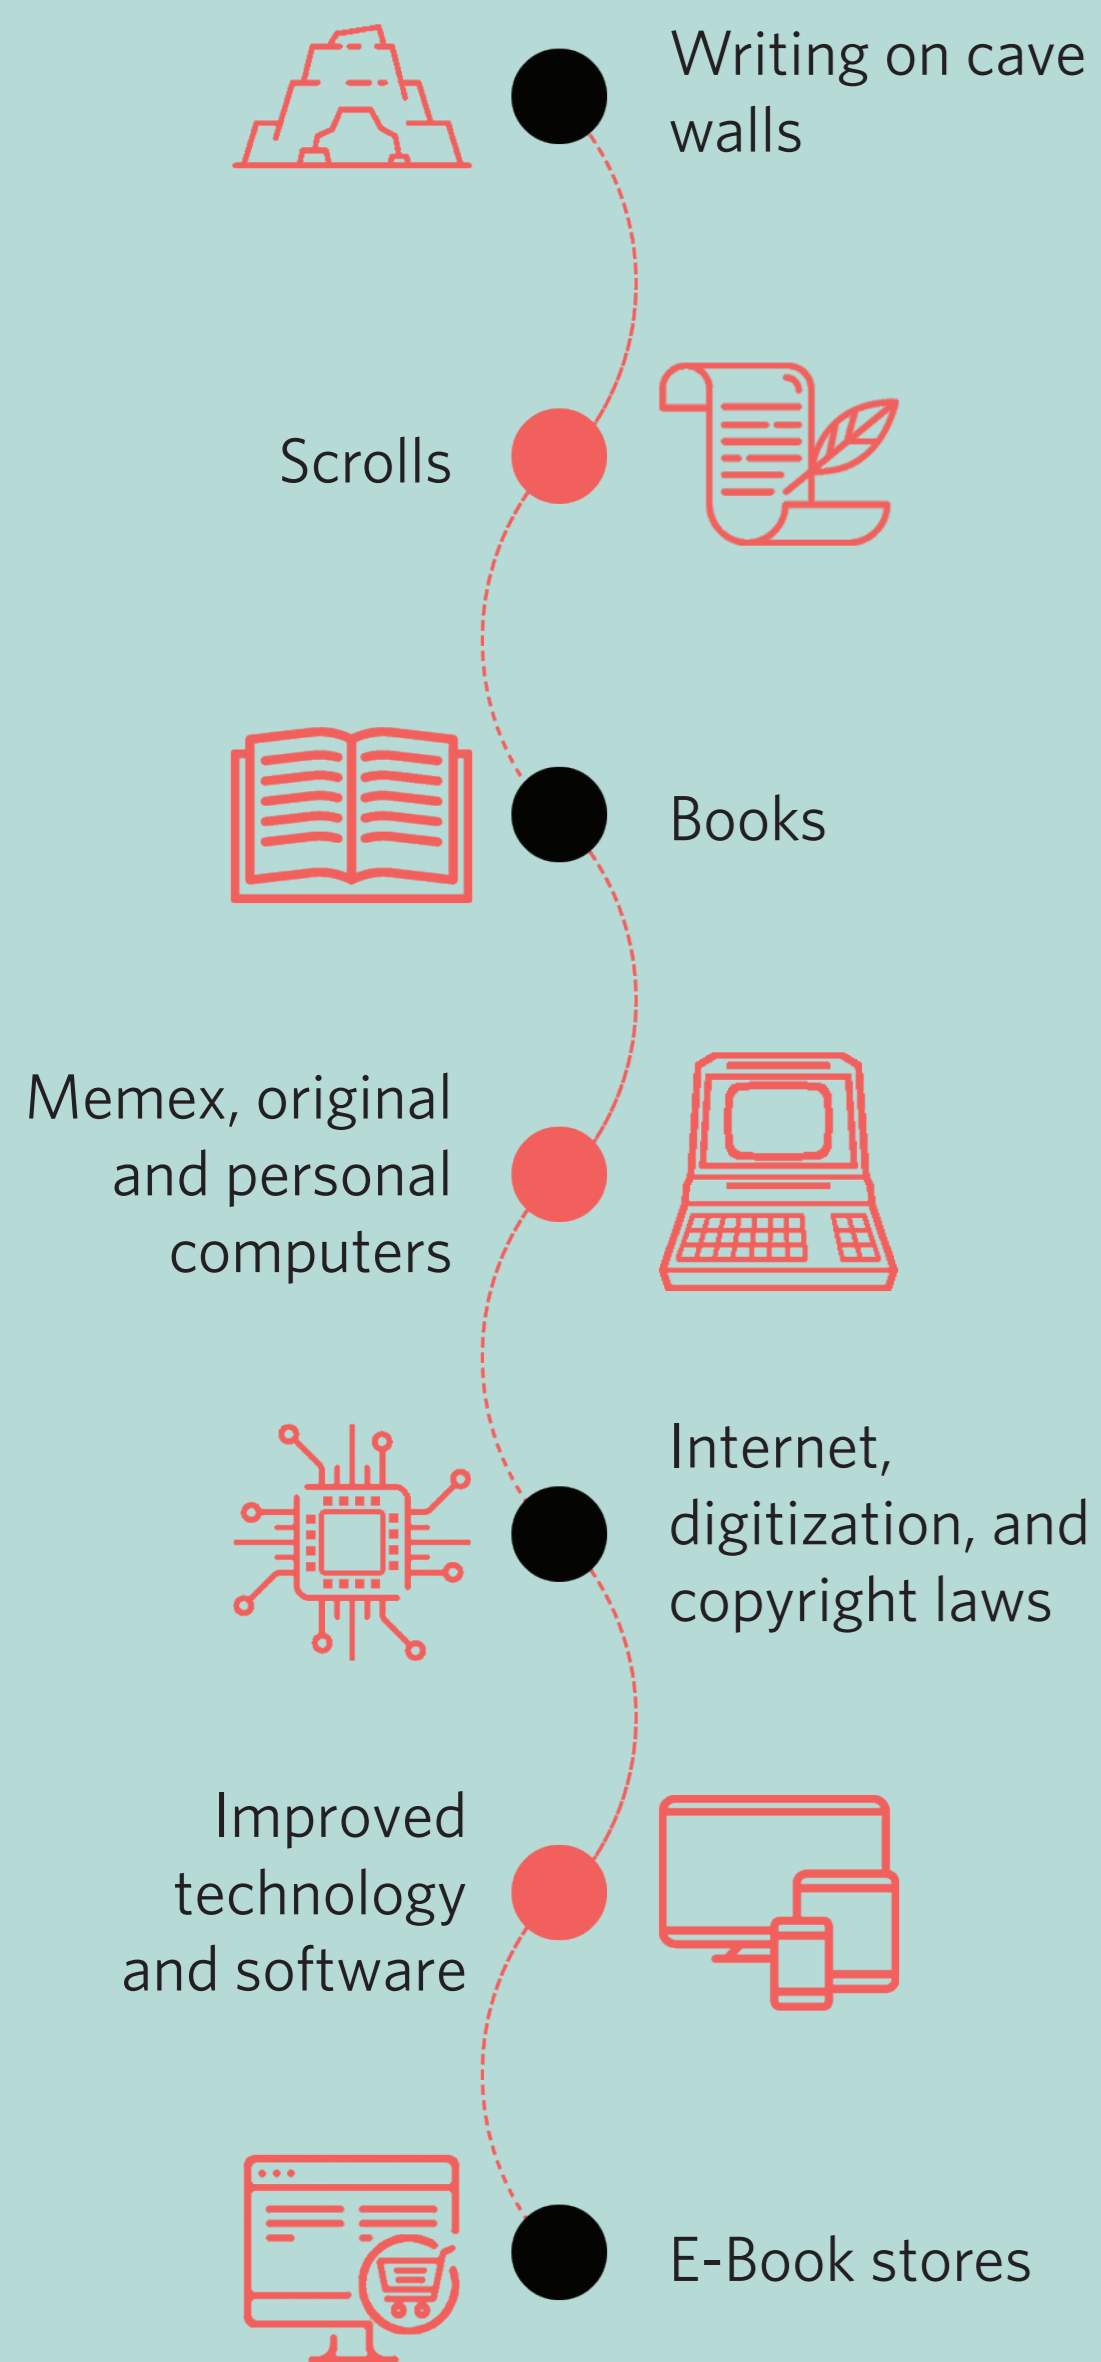 Writing on cave
walls
Scrolls
Books
Memex, original
and personal
computers
Internet,
digitization, and
copyright laws
Improved
technology
and software
E-Book stores